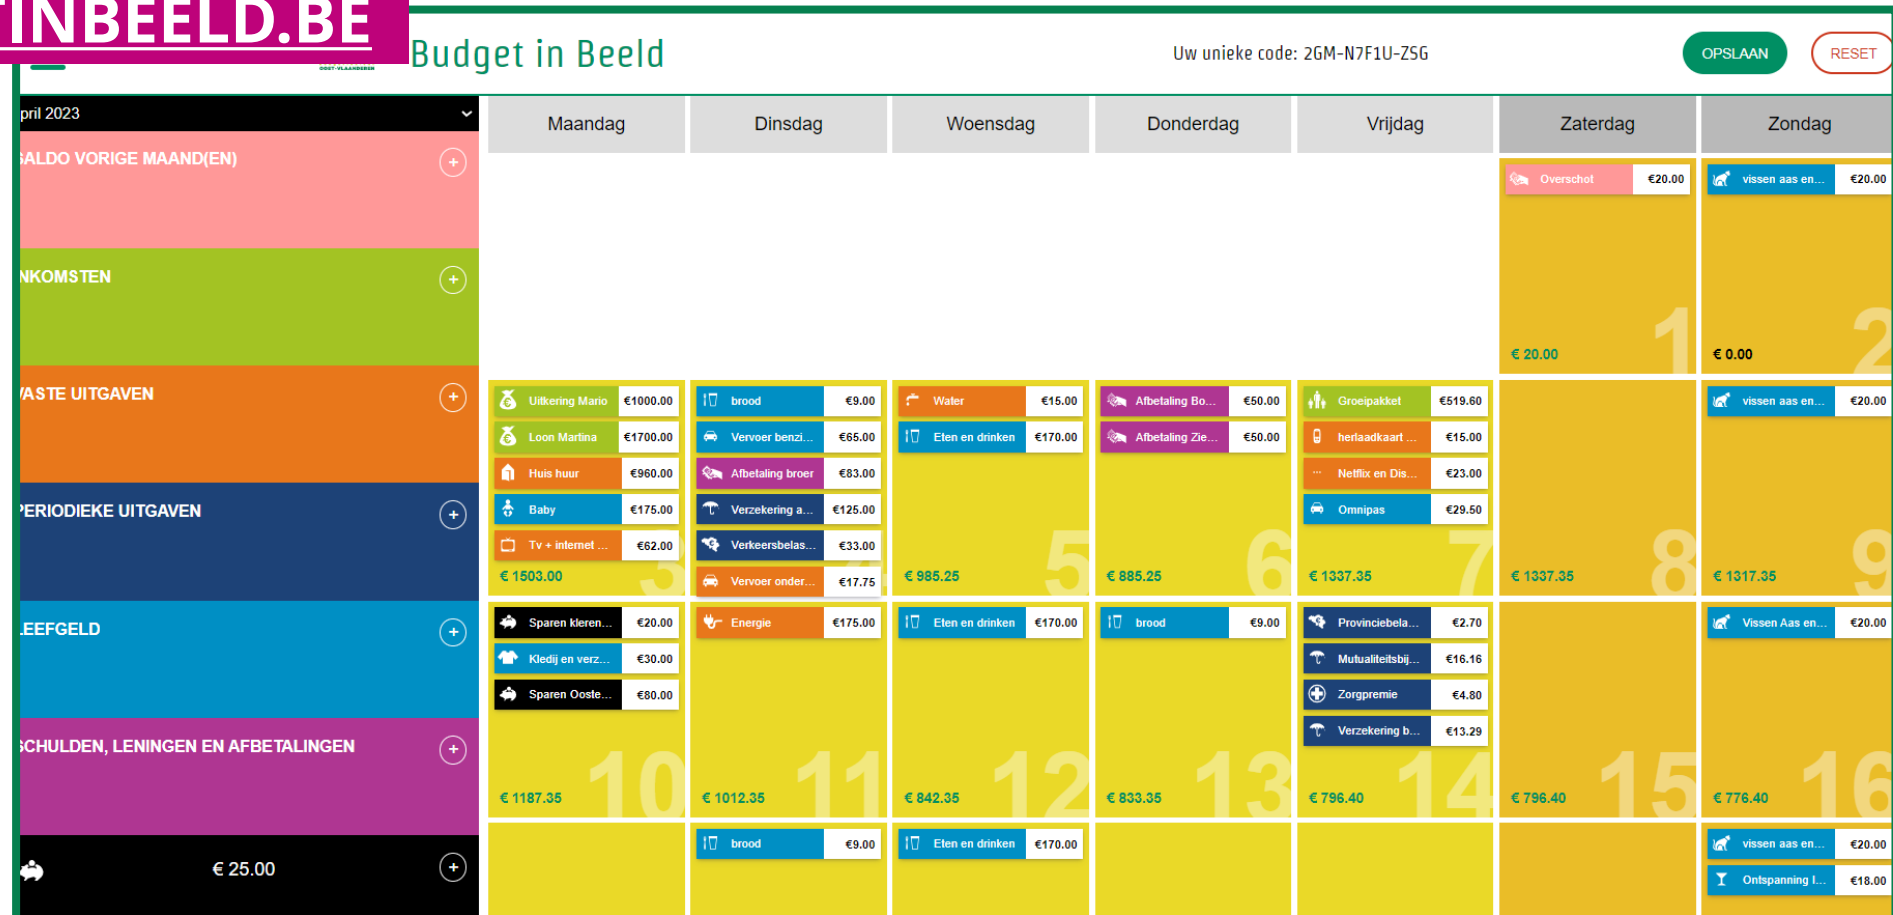 TINBEELD.BE
OOST-VLAANDEREN
Budget in Beeld
Uw unieke code: 2GM-N7F1U-ZSG
OPSLAAN
RESET
pril 2023
SALDO VORIGE MAAND(EN)
NKOMSTEN
VASTE UITGAVEN
PERIODIEKE UITGAVEN
LEEFGELD
SCHULDEN, LENINGEN EN AFBETALINGEN
€ 25.00
Maandag Dinsdag Woensdag Donderdag Vrijdag Zaterdag Zondag
Overschot €20.00
1
€ 20.00
vissen aas en... €20.00
2
€ 0.00
Uitkering Mario €1000.00
Loon Martina €1700.00
Huis huur €960.00
Baby €175.00
Tv + internet ... €62.00
3
€ 1503.00
brood €9.00
Vervoer benzi... €65.00
Afbetaling broer €83.00
Verzekering a... €125.00
Verkeersbelas... €33.00
4
Vervoer onder... €17.75
Water €15.00
Eten en drinken €170.00
5
€ 985.25
Afbetaling Bo... €50.00
Afbetaling Zie... €50.00
6
€ 885.25
Groeipakket €519.60
herlaadkaart ... €15.00
Netflix en Dis... €23.00
Omnipas €29.50
7
€ 1337.35
8
€ 1337.35
vissen aas en... €20.00
9
€ 1317.35
Sparen kleren... €20.00
Kledij en verz... €30.00
Sparen Ooste... €80.00
10
€ 1187.35
Energie €175.00
11
€ 1012.35
Eten en drinken €170.00
12
€ 842.35
brood €9.00
13
€ 833.35
Provinciebela... €2.70
Mutualiteitsbij... €16.16
Zorgpremie €4.80
Verzekering b... €13.29
14
€ 796.40
15
€ 796.40
Vissen Aas en... €20.00
16
€ 776.40
brood €9.00
Eten en drinken €170.00
vissen aas en... €20.00
Ontspanning l... €18.00